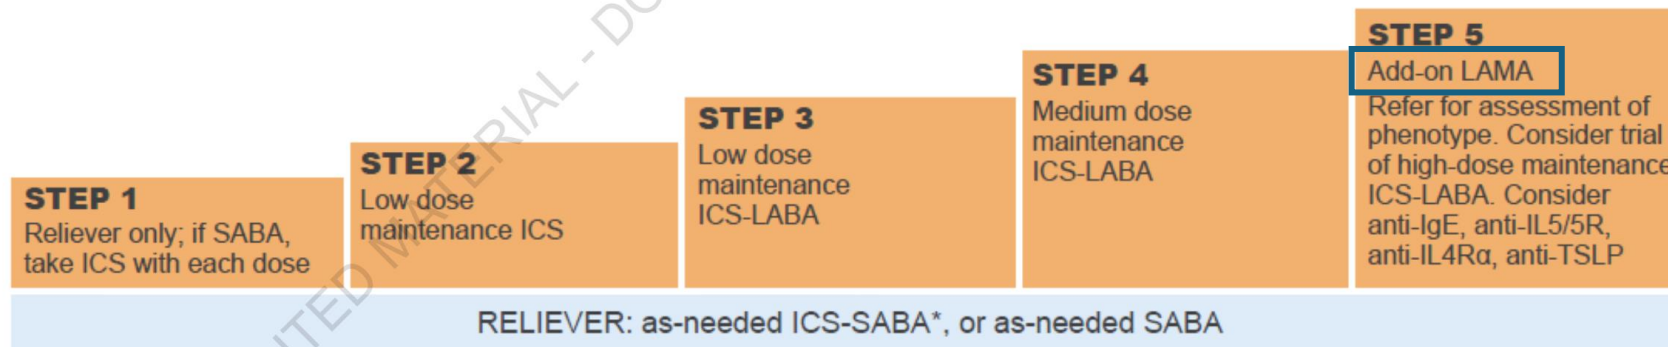 STEP 1
Reliever only; if SABA,
take ICS with each dose
STEP 2
Low dose
maintenance ICS
STEP 3
Low dose
maintenance
ICS-LABA
STEP 4
Medium dose
maintenance
ICS-LABA
STEP 5
Add-on LAMA
Refer for assessment of
phenotype. Consider trial
of high-dose maintenance
ICS-LABA. Consider
anti-IgE, anti-IL5/5R,
anti-IL4Rα, anti-TSLP
RELIEVER: as-needed ICS-SABA*, or as-needed SABA
MATERIAL -